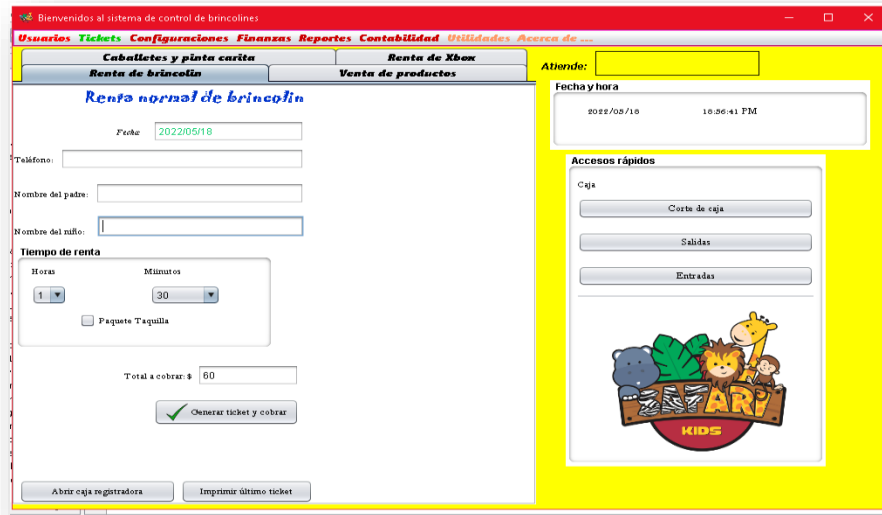 Bienvenidos al sistema de control de brincolines
Usuarios Tickets Configuraciones Finanzas Reportes Contabilidad Utilidades Acerca de ...
Caballetes y pinta carita
Renta de Xbox
Renta de brincolin
Venta de productos
Renta normal de brincolin
Fecha: 2022/05/18
Teléfono:
Nombre del padre:
Nombre del niño:
Tiempo de renta
Horas
Miinutos
1
30
Paquete Taquilla
Total a cobrar: $ 60
Generar ticket y cobrar
Abrir caja registradora
Imprimir último ticket
Atiende:
Fecha y hora
2022/05/18
18:56:41 PM
Accesos rápidos
Caja
Corte de caja
Salidas
Entradas
ZAFARI
KIDS